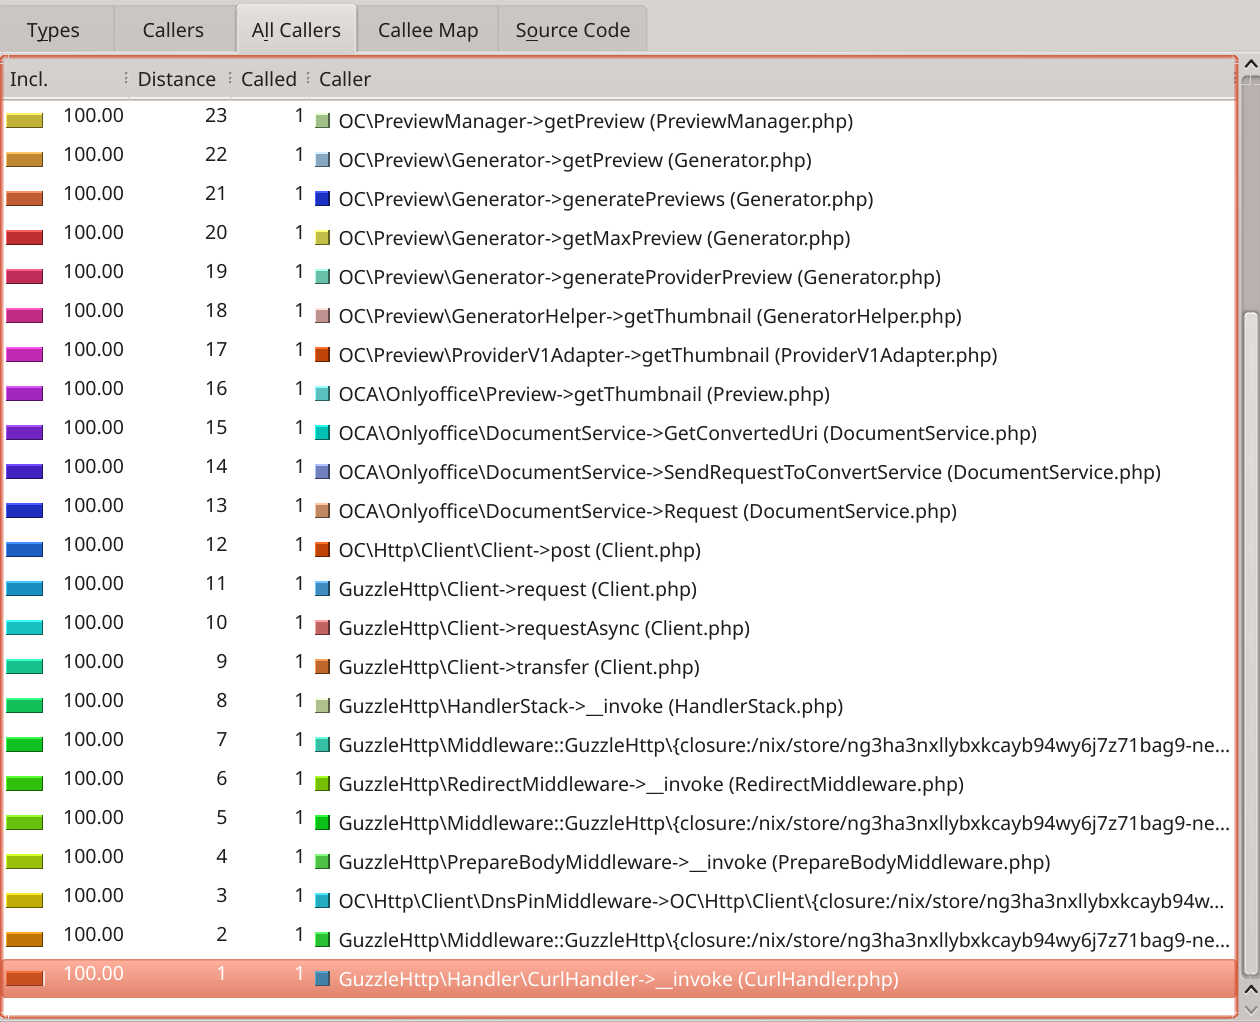 Types Callers All Callers Callee Map Source Code
Incl. Distance Called Caller
100.00 23 1 OC\PreviewManager->getPreview (PreviewManager.php)
100.00 22 1 OC\Preview\Generator->getPreview (Generator.php)
100.00 21 1 OC\Preview\Generator->generatePreviews (Generator.php)
100.00 20 1 OC\Preview\Generator->getMaxPreview (Generator.php)
100.00 19 1 OC\Preview\Generator->generateProviderPreview (Generator.php)
100.00 18 1 OC\Preview\GeneratorHelper->getThumbnail (GeneratorHelper.php)
100.00 17 1 OC\Preview\ProviderV1Adapter->getThumbnail (ProviderV1Adapter.php)
100.00 16 1 OCA\Onlyoffice\Preview->getThumbnail (Preview.php)
100.00 15 1 OCA\Onlyoffice\DocumentService->GetConvertedUri (DocumentService.php)
100.00 14 1 OCA\Onlyoffice\DocumentService->SendRequestToConvertService (DocumentService.php)
100.00 13 1 OCA\Onlyoffice\DocumentService->Request (DocumentService.php)
100.00 12 1 OC\Http\Client\Client->post (Client.php)
100.00 11 1 GuzzleHttp\Client->request (Client.php)
100.00 10 1 GuzzleHttp\Client->requestAsync (Client.php)
100.00 9 1 GuzzleHttp\Client->transfer (Client.php)
100.00 8 1 GuzzleHttp\HandlerStack->__invoke (HandlerStack.php)
100.00 7 1 GuzzleHttp\Middleware::GuzzleHttp\{closure:/nix/store/ng3ha3nxllybxkcayb94wy6j7z71bag9-ne...
100.00 6 1 GuzzleHttp\RedirectMiddleware->__invoke (RedirectMiddleware.php)
100.00 5 1 GuzzleHttp\Middleware::GuzzleHttp\{closure:/nix/store/ng3ha3nxllybxkcayb94wy6j7z71bag9-ne...
100.00 4 1 GuzzleHttp\PrepareBodyMiddleware->__invoke (PrepareBodyMiddleware.php)
100.00 3 1 OC\Http\Client\DnsPinMiddleware->OC\Http\Client\{closure:/nix/store/ng3ha3nxllybxkcayb94w...
100.00 2 1 GuzzleHttp\Middleware::GuzzleHttp\{closure:/nix/store/ng3ha3nxllybxkcayb94wy6j7z71bag9-ne...
100.00 1 1 GuzzleHttp\Handler\CurlHandler->__invoke (CurlHandler.php)